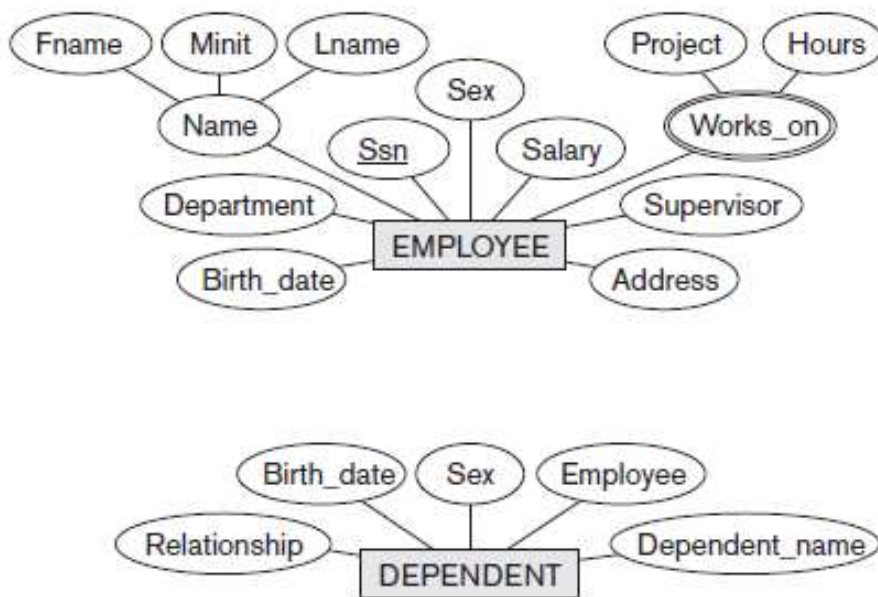 Fname Minit Lname Project Hours
Sex
Name Works_on
Ssn Salary
Department Supervisor
EMPLOYEE
Birth_date Address
Birth_date Sex Employee
Relationship Dependent_name
DEPENDENT